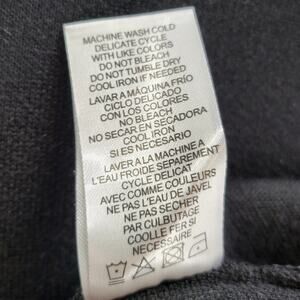 MACHINE WASH COLD
DELICATE CYCLE
WITH LIKE COLORS
DO NOT BLEACH
DO NOT TUMBLE DRY
COOL IRON IF NEEDED
LAVAR A MAQUINA FRÍO
CICLO DELICADO
CON LOS COLORES
NO BLEACH
NO SECAR EN SECADORA
COOL IRON
SI ES NECESARIO
LAVER A LA MACHINE A
L'EAU FROIDE SEPAREMENT
CYCLE DELICAT
AVEC COMME COULEURS
NE PAS L'EAU DE JAVEL
NE PAS SECHER
PAR CULBUTAGE
COOLLE FER SI
NECESSAIRE